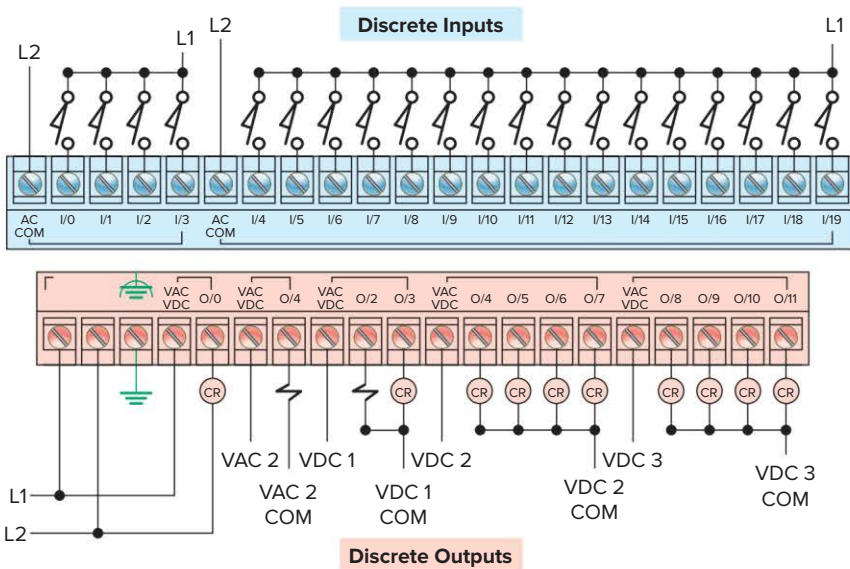 Discrete Inputs
L2
L1
L2
L1
AC COM
I/0
I/1
I/2
I/3
AC COM
I/4
I/5
I/6
I/7
I/8
I/9
I/10
I/11
I/12
I/13
I/14
I/15
I/16
I/17
I/18
I/19
VAC VDC
O/0
VAC VDC
O/4
VAC VDC
O/2
O/3
VAC VDC
O/4
O/5
O/6
O/7
VAC VDC
O/8
O/9
O/10
O/11
CR
CR
CR
CR
CR
CR
CR
CR
CR
CR
VAC 2
VDC 1
VDC 2
VDC 3
VAC 2
COM
VDC 1
COM
VDC 2
COM
VDC 3
COM
L1
L2
Discrete Outputs